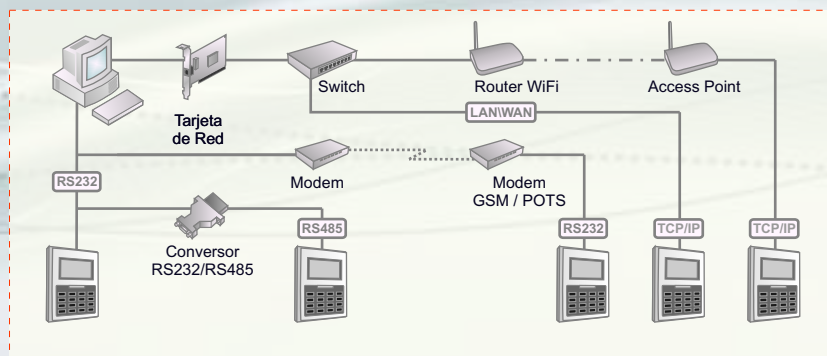 Tarjeta
de Red
Switch
Router WiFi
Access Point
LAN\WAN
RS232
Modem
Modem
GSM / POTS
Conversor
RS232/RS485
RS485
RS232
TCP/IP
TCP/IP